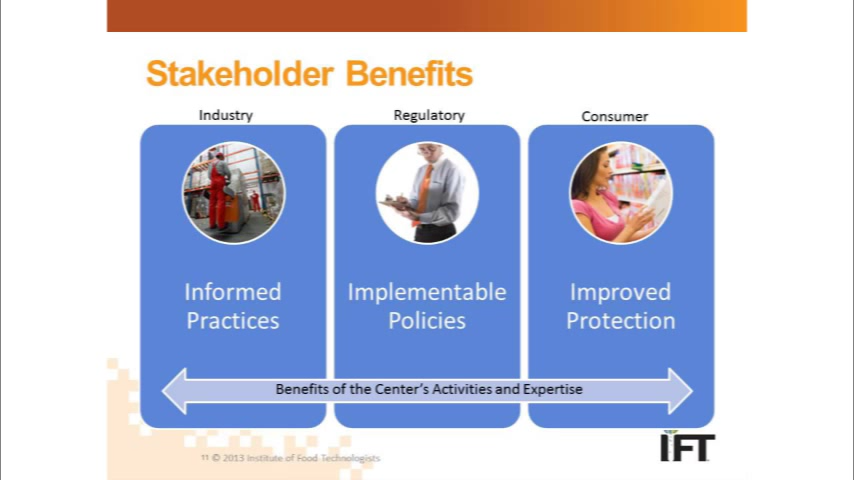 Stakeholder Benefits
Industry
Regulatory
Consumer
Informed
Practices
Implementable
Policies
Improved
Protection
Benefits of the Center's Activities and Expertise
11 © 2013 Institute of Food Technologists
IFT